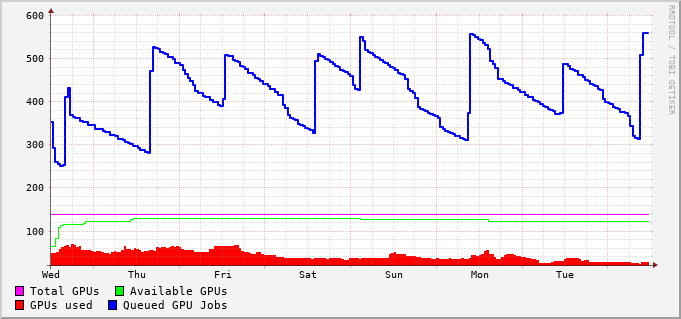 600
500
400
300
200
100
Wed Thu Fri Sat Sun Mon Tue
Total GPUs Available GPUs
GPUs used Queued GPU Jobs
RRDTOOL / TOBI OETIKER